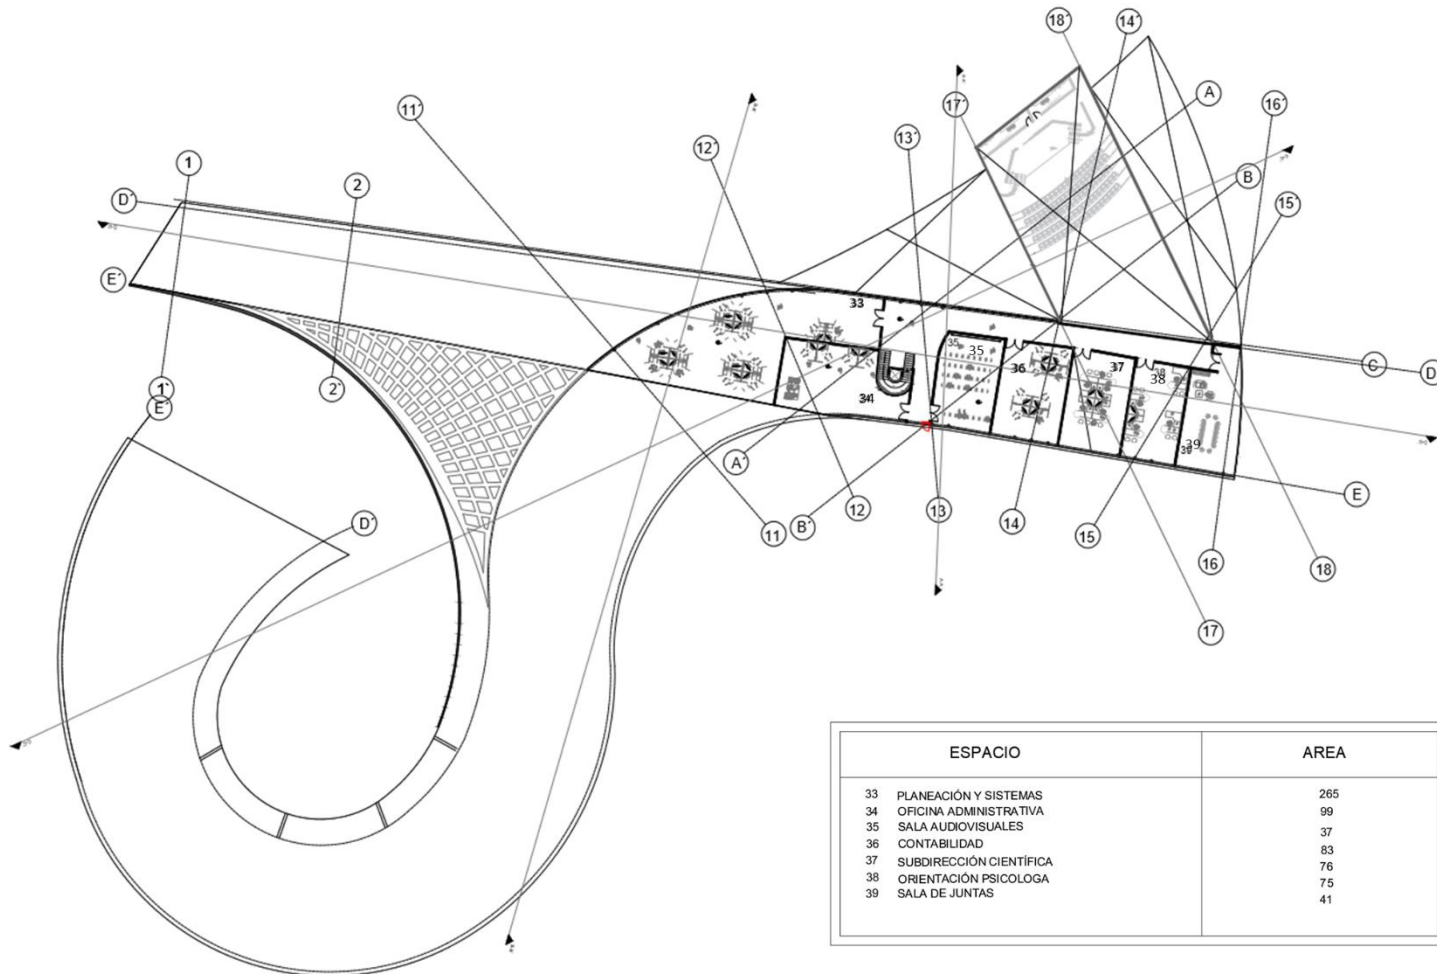 18´
14´
17´
11´
A
16´
13´
12´
1
B
2
D´
15´
E´
33
35
35
36
37
38
38
C
D
1´
2´
34
39
39
E´
A´
E
D´
B´
12
13
14
11
15
16
18
17
ESPACIO AREA
33 PLANEACIÓN Y SISTEMAS 265
34 OFICINA ADMINISTRATIVA 99
35 SALA AUDIOVISUALES 37
36 CONTABILIDAD 83
37 SUBDIRECCIÓN CIENTÍFICA 76
38 ORIENTACIÓN PSICOLOGA 75
39 SALA DE JUNTAS 41